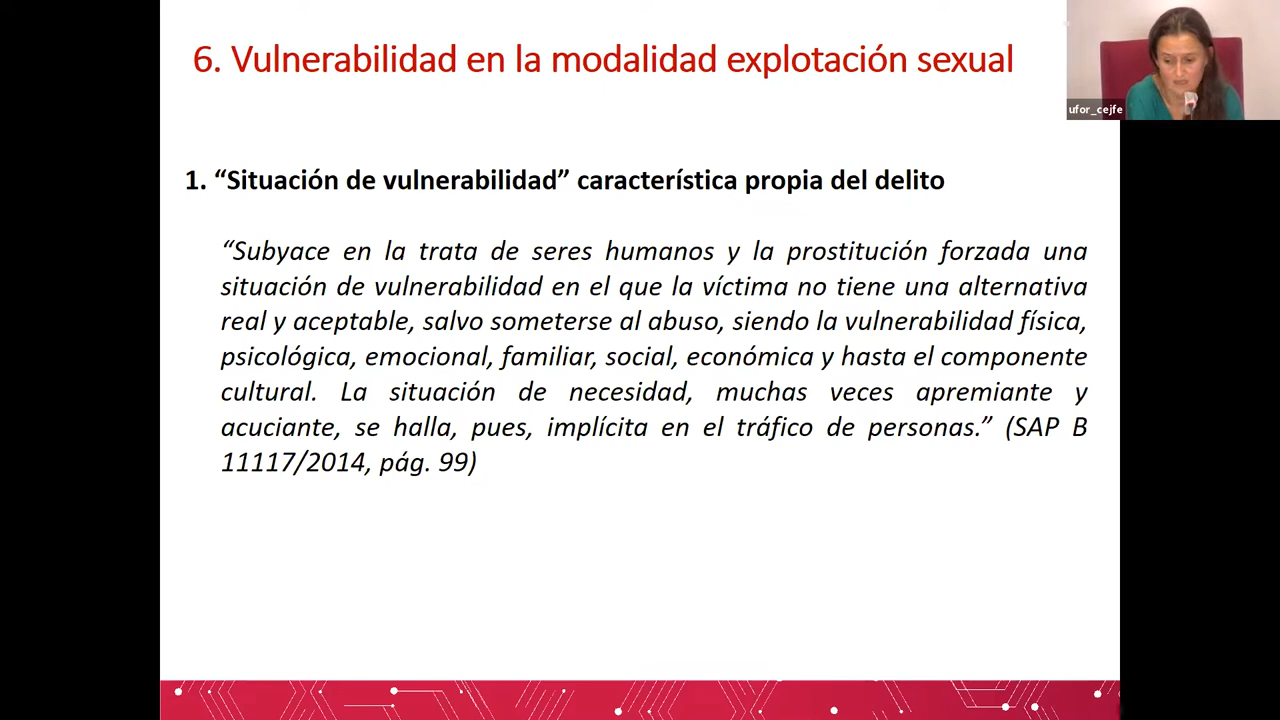 6. Vulnerabilidad en la modalidad explotación sexual
ufor_cejfe
1. “Situación de vulnerabilidad” característica propia del delito
“Subyace en la trata de seres humanos y la prostitución forzada una
situación de vulnerabilidad en el que la víctima no tiene una alternativa
real y aceptable, salvo someterse al abuso, siendo la vulnerabilidad física,
psicológica, emocional, familiar, social, económica y hasta el componente
cultural. La situación de necesidad, muchas veces apremiante y
acuciante, se halla, pues, implícita en el tráfico de personas.” (SAP B
11117/2014, pág. 99)